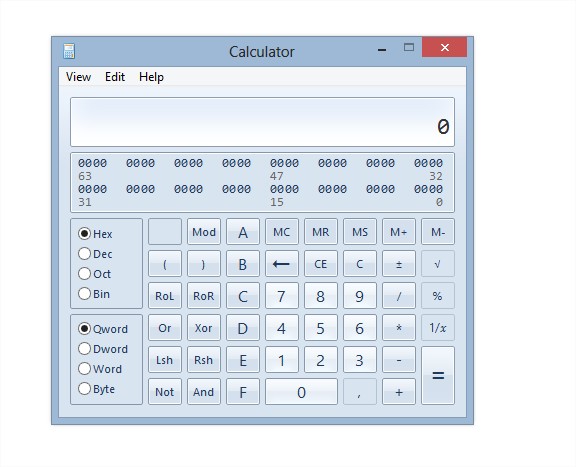 Calculator
View Edit Help
0
0000 0000 0000 0000 0000 0000 0000 0000
63 47 32
0000 0000 0000 0000 0000 0000 0000 0000
31 15 0
Hex
Dec
Oct
Bin
Qword
Dword
Word
Byte
Mod A MC MR MS M+ M-
( ) B ← CE C ± √
RoL RoR C 7 8 9 / %
Or Xor D 4 5 6 * 1/x
Lsh Rsh E 1 2 3 - =
Not And F 0 , +